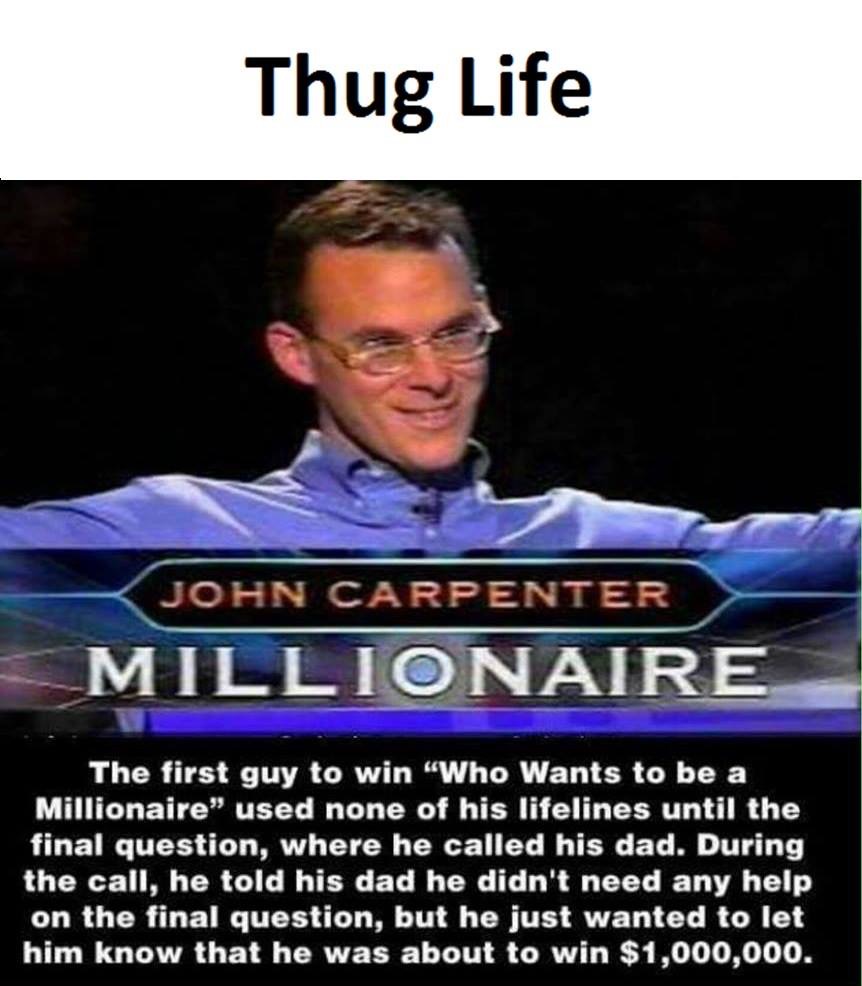 Thug Life
JOHN CARPENTER
MILLIONAIRE
The first guy to win “Who Wants to be a
Millionaire” used none of his lifelines until the
final question, where he called his dad. During
the call, he told his dad he didn't need any help
on the final question, but he just wanted to let
him know that he was about to win $1,000,000.